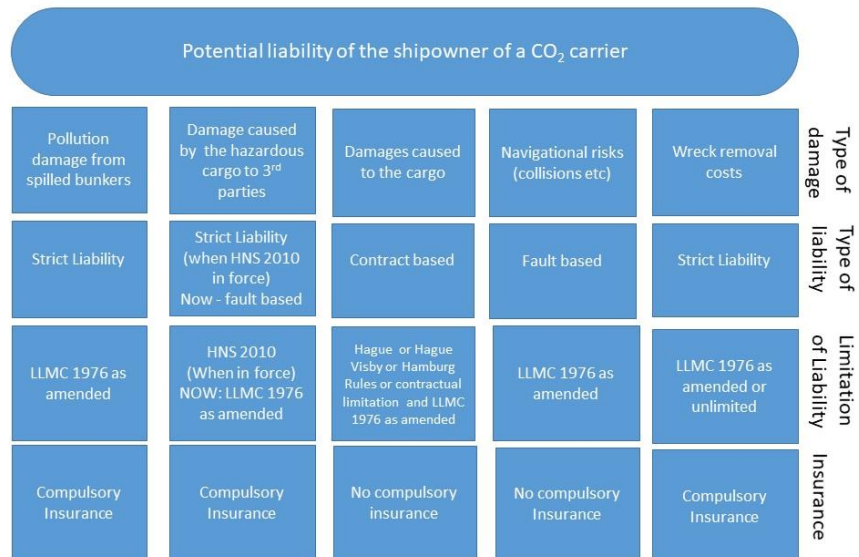 Potential liability of the shipowner of a CO₂ carrier
Pollution
damage from
spilled bunkers
Damage caused
by the hazardous
cargo to 3rd
parties
Damages caused
to the cargo
Navigational risks
(collisions etc)
Wreck removal
costs
Type of
damage
Strict Liability
Strict Liability
(when HNS 2010
in force)
Now - fault based
Contract based
Fault based
Strict Liability
Type of
liability
LLMC 1976 as
amended
HNS 2010
(When in force)
NOW: LLMC 1976
as amended
Hague or Hague
Visby or Hamburg
Rules or contractual
limitation and LLMC
1976 as amended
LLMC 1976 as
amended
LLMC 1976 as
amended or
unlimited
Limitation
of Liability
Compulsory
Insurance
Compulsory
Insurance
No compulsory
insurance
No compulsory
Insurance
Compulsory
Insurance
Insurance